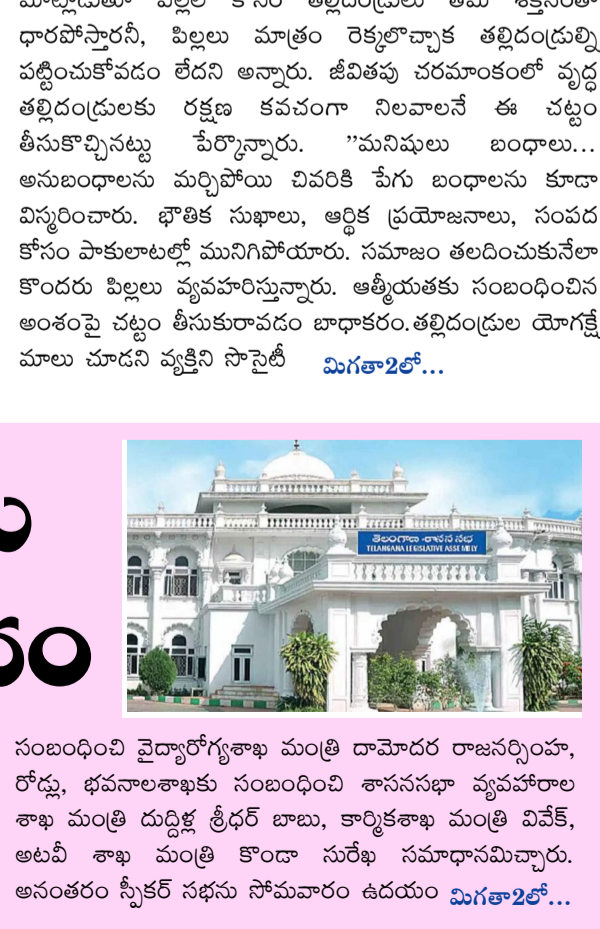 ధారపోస్తారనీ, పిల్లలు మాత్రం రెక్కలొచ్చాక తల్లిదండ్రుల్ని
పట్టించుకోవడం లేదని అన్నారు. జీవితపు చరమాంకంలో వృద్ధ
తల్లిదండ్రులకు రక్షణ కవచంగా నిలవాలనే ఈ చట్టం
తీసుకొచ్చినట్టు పేర్కొన్నారు. ”మనిషులు బంధాలు...
అనుబంధాలను మర్చిపోయి చివరికి పేగు బంధాలను కూడా
విస్మరించారు. భౌతిక సుఖాలు, ఆర్థిక ప్రయోజనాలు, సంపద
కోసం పాకులాటల్లో మునిగిపోయారు. సమాజం తలదించుకునేలా
కొందరు పిల్లలు వ్యవహరిస్తున్నారు. ఆత్మీయతకు సంబంధించిన
అంశంపై చట్టం తీసుకురావడం బాధాకరం.తల్లిదండ్రుల యోగక్షే
మాలు చూడని వ్యక్తిని సొసైటీ మిగతా2లో...
తెలంగాణ శాసన సభ
TELANGANA LEGISLATIVE ASSEMBLY
సంబంధించి వైద్యారోగ్యశాఖ మంత్రి దామోదర రాజనర్సింహ,
రోడ్లు, భవనాలశాఖకు సంబంధించి శాసనసభా వ్యవహారాల
శాఖ మంత్రి దుద్దిళ్ల శ్రీధర్ బాబు, కార్మికశాఖ మంత్రి వివేక్,
అటవీ శాఖ మంత్రి కొండా సురేఖ సమాధానమిచ్చారు.
అనంతరం స్పీకర్ సభను సోమవారం ఉదయం మిగతా2లో...